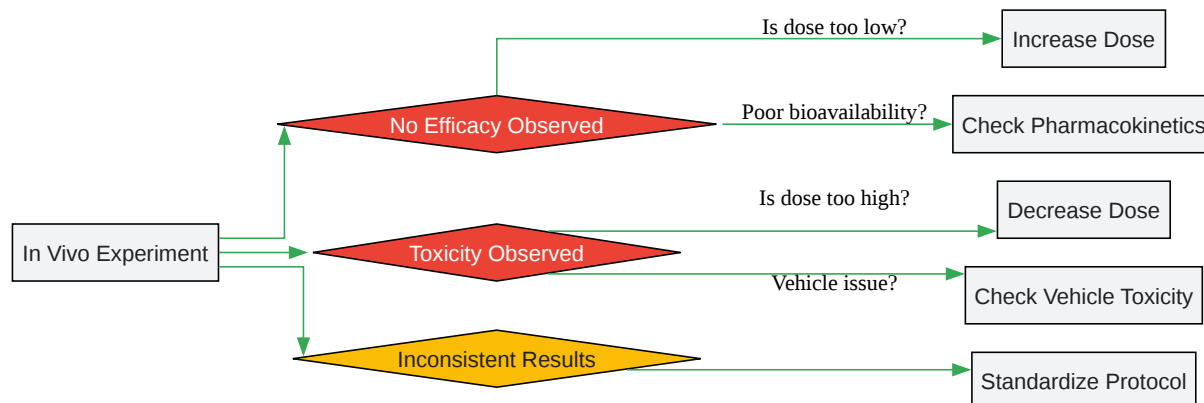 Is dose too low?
Increase Dose
No Efficacy Observed
Poor bioavailability?
Check Pharmacokinetics
Is dose too high?
Decrease Dose
In Vivo Experiment
Toxicity Observed
Vehicle issue?
Check Vehicle Toxicity
Inconsistent Results
Standardize Protocol